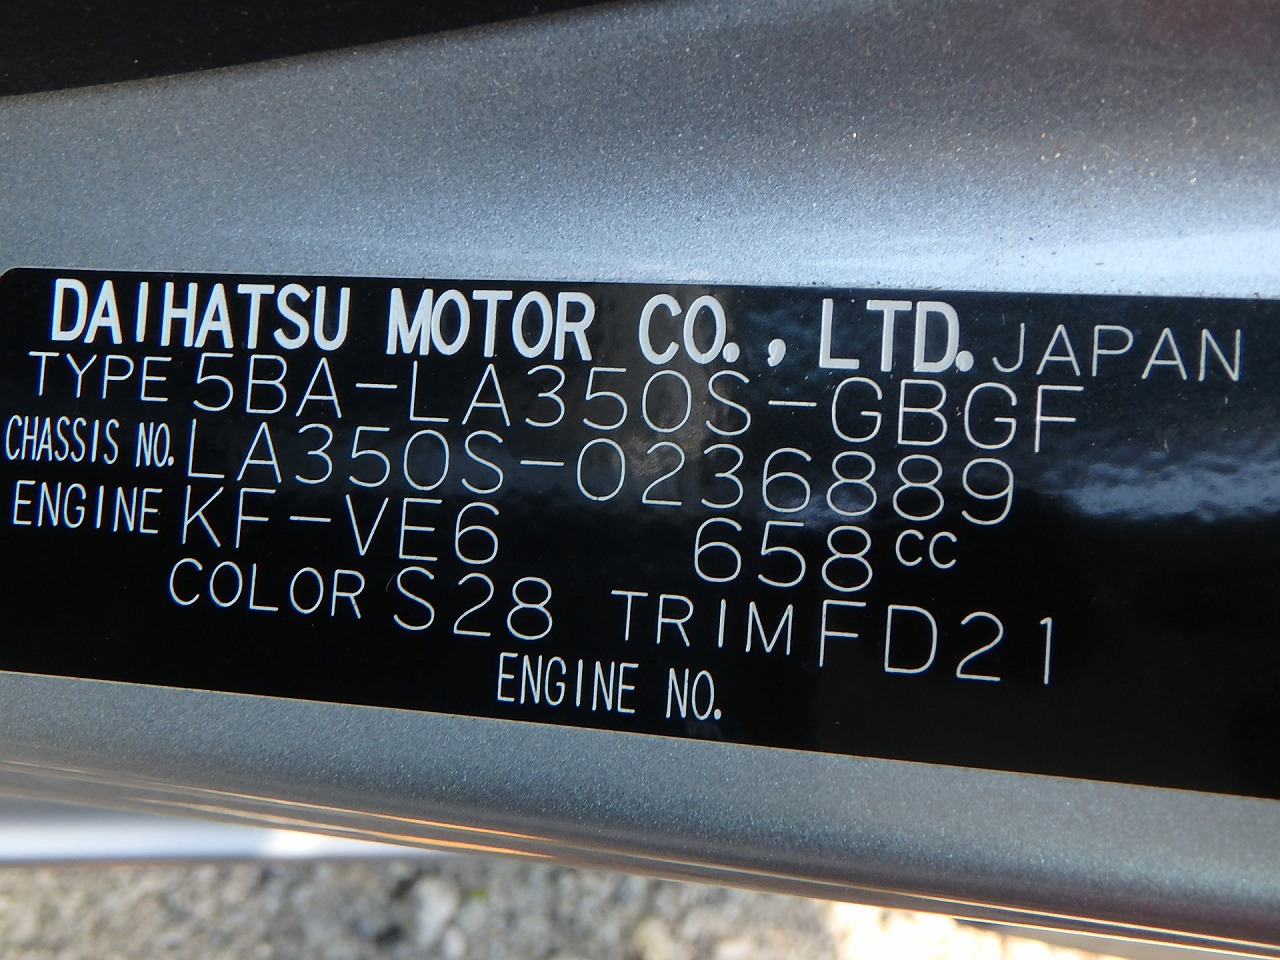 DAIHATSU MOTOR CO., LTD. JAPAN
TYPE 5BA-LA350S-GBGF
CHASSIS NO. LA350S-0236889
ENGINE KF-VE6 658cc
COLOR S28 TRIM FD21
ENGINE NO.